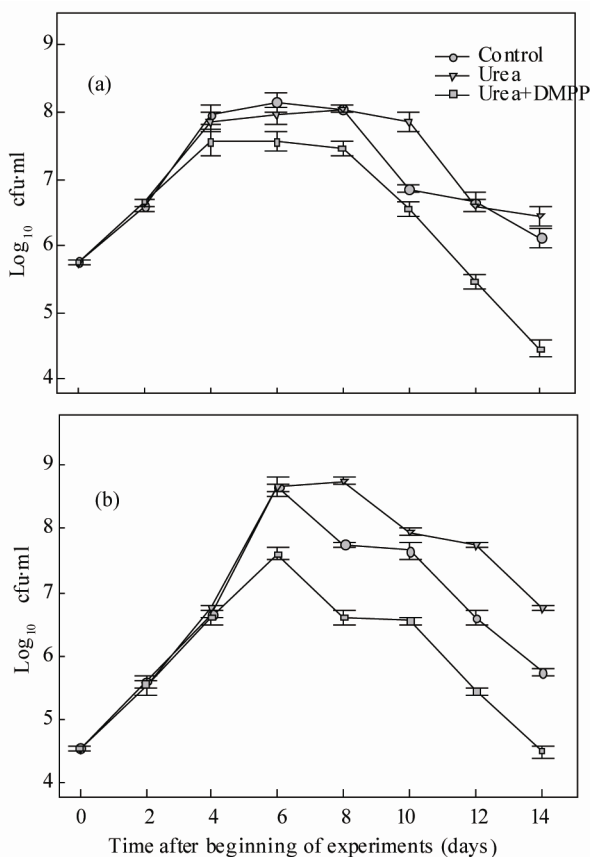 9
8
7
6
5
4
(a)
Control
Urea
Urea+DMPP
Log10 cfu·ml
9
8
7
6
5
4
(b)
Log10 cfu·ml
0 2 4 6 8 10 12 14
Time after beginning of experiments (days)